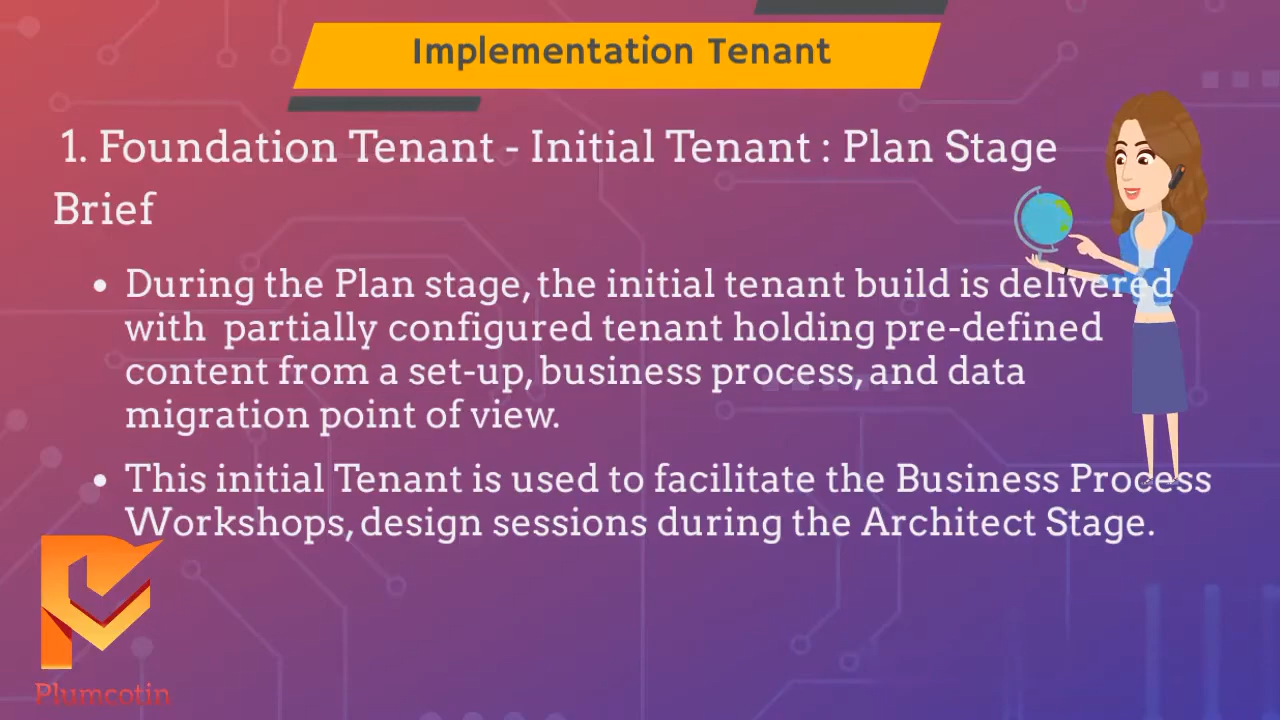 Implementation Tenant
1. Foundation Tenant - Initial Tenant : Plan Stage
Brief
• During the Plan stage, the initial tenant build is delivered
with partially configured tenant holding pre-defined
content from a set-up, business process, and data
migration point of view.
• This initial Tenant is used to facilitate the Business Process
Workshops, design sessions during the Architect Stage.
Plumcotin